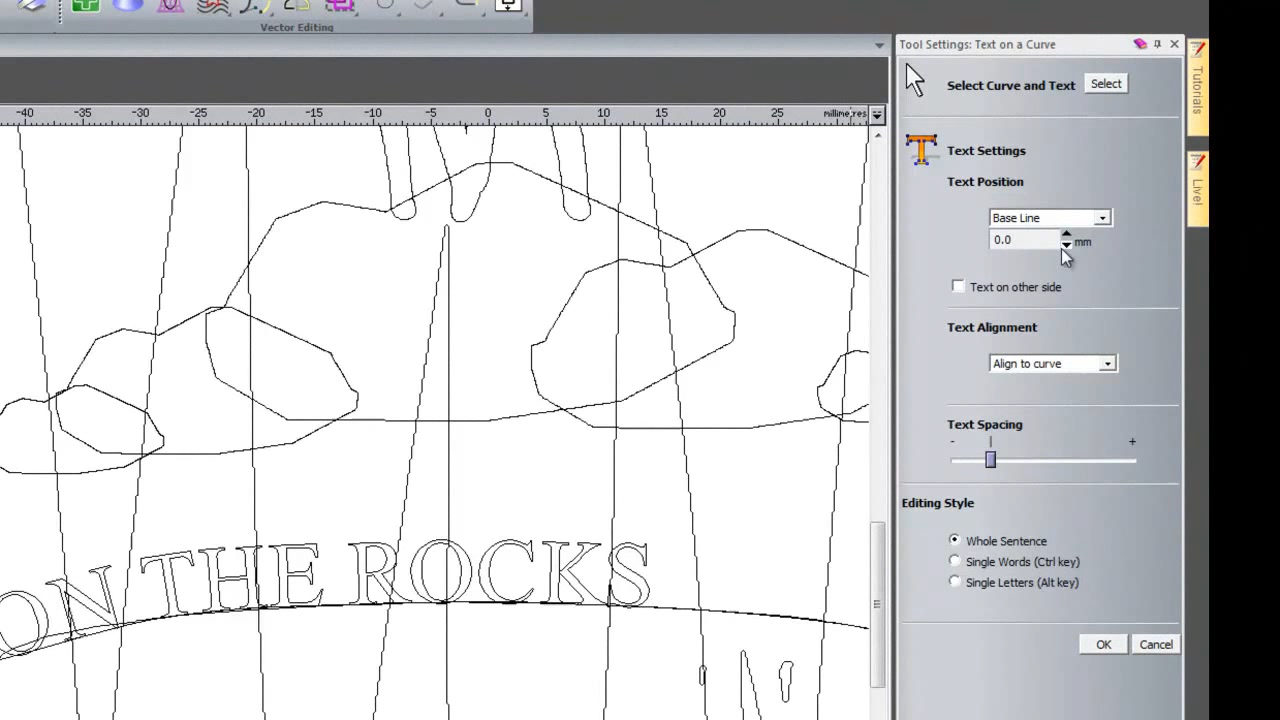 Vector Editing
Tool Settings: Text on a Curve
Tutorials
Live!
-40 -35 -30 -25 -20 -15 -10 -5 0 5 10 15 20 25 millimetres
Select Curve and Text Select
Text Settings
Text Position
Base Line
0.0 mm
Text on other side
Text Alignment
Align to curve
Text Spacing
- +
Editing Style
Whole Sentence
Single Words (Ctrl key)
Single Letters (Alt key)
OK Cancel
ON THE ROCKS